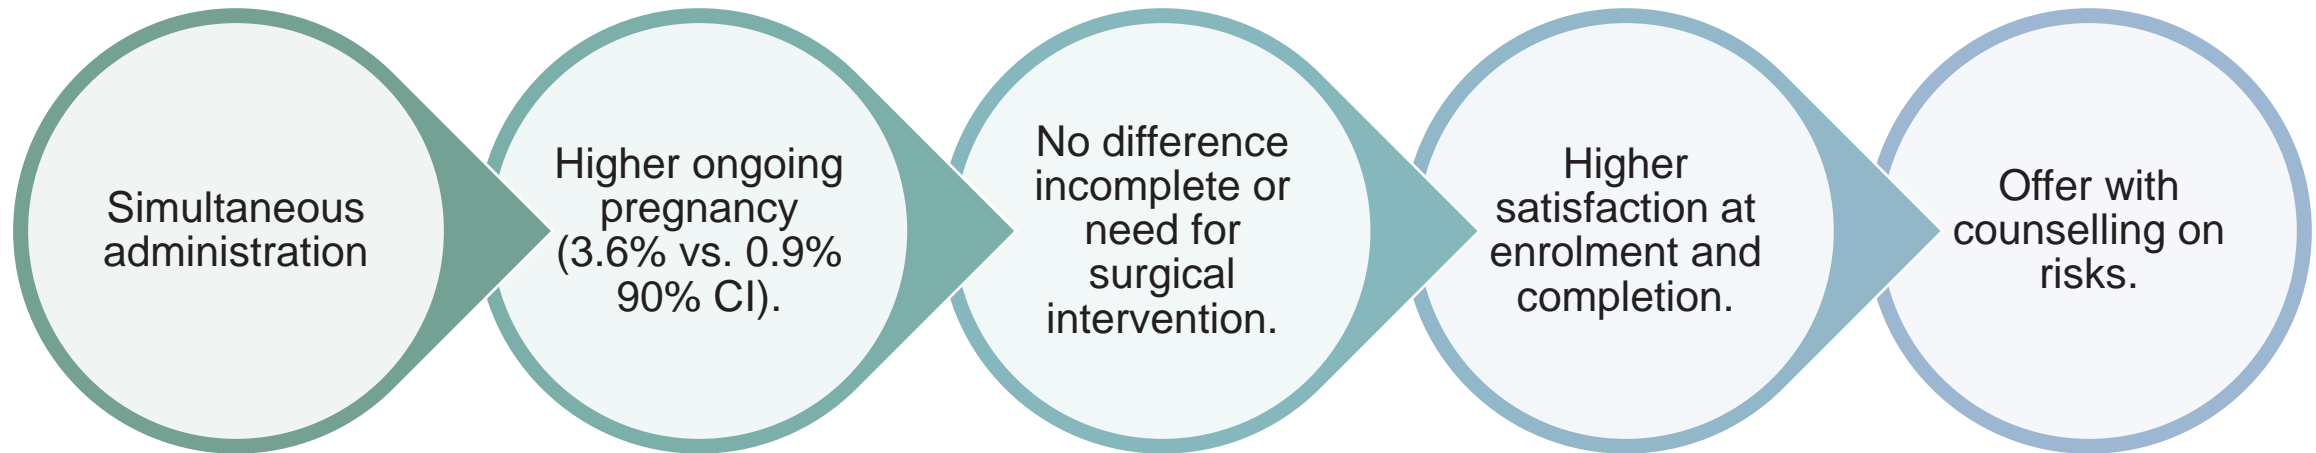 Simultaneous
administration
Higher ongoing
pregnancy
(3.6% vs. 0.9%
90% CI).
No difference
incomplete or
need for
surgical
intervention.
Higher
satisfaction at
enrolment and
completion.
Offer with
counselling on
risks.